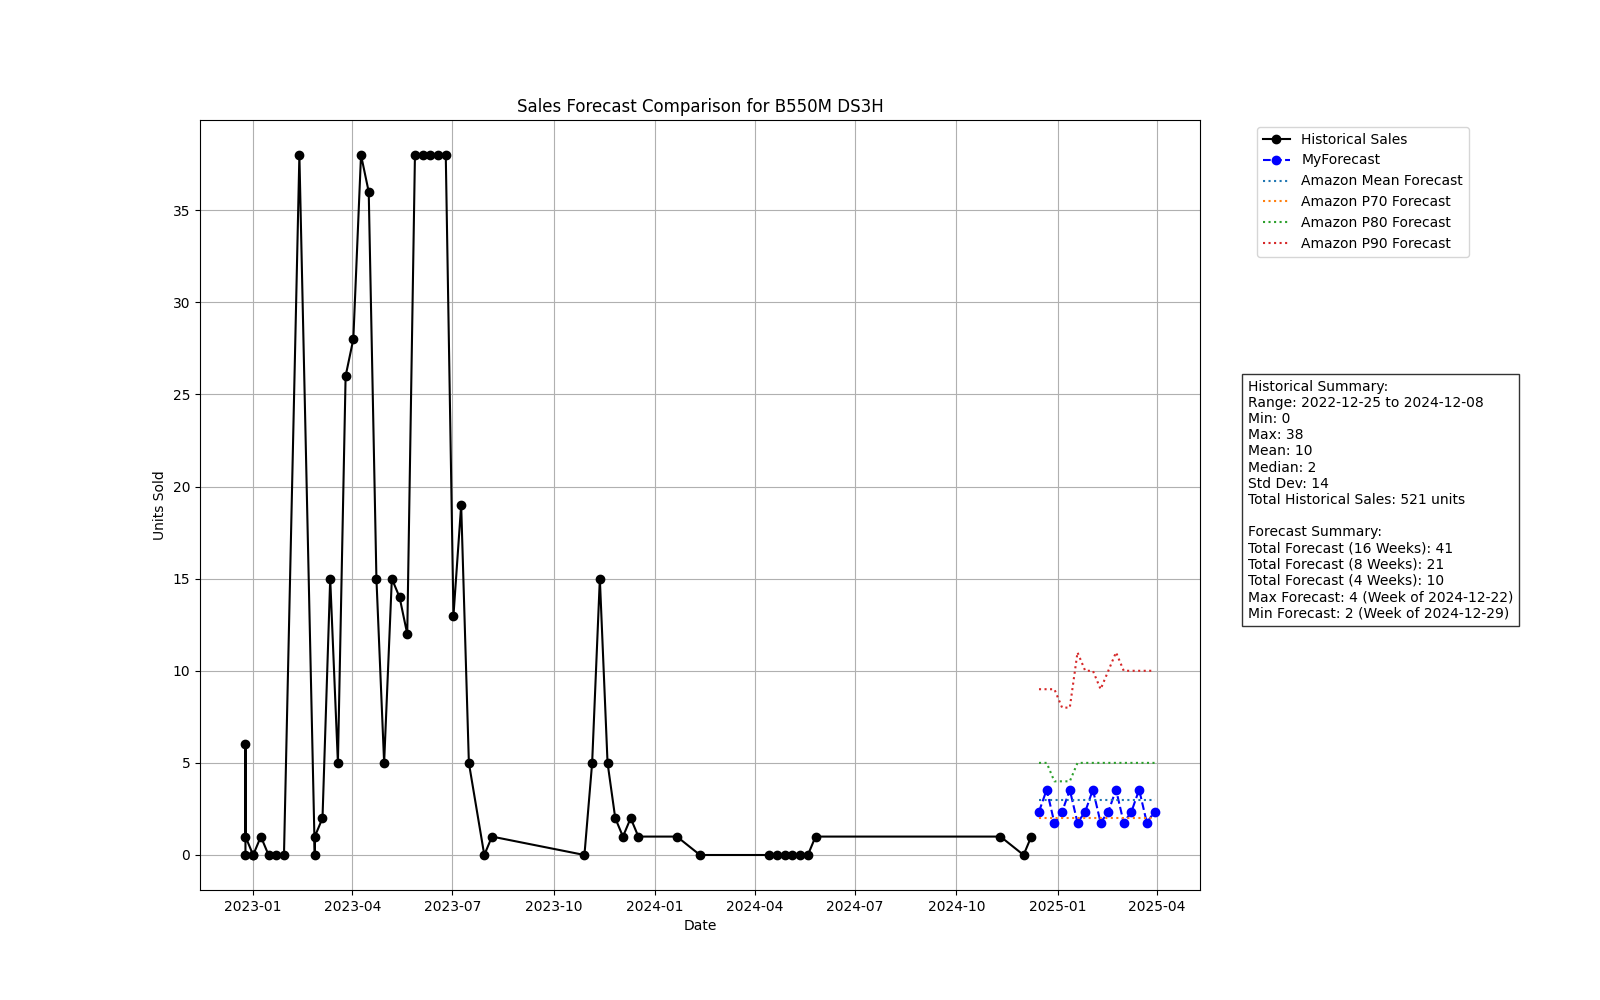 Sales Forecast Comparison for B550M DS3H
Historical Sales
MyForecast
Amazon Mean Forecast
Amazon P70 Forecast
Amazon P80 Forecast
Amazon P90 Forecast
35
30
25
20
15
10
5
0
Units Sold
2023-01
2023-04
2023-07
2023-10
2024-01
2024-04
2024-07
2024-10
2025-01
2025-04
Date
Historical Summary:
Range: 2022-12-25 to 2024-12-08
Min: 0
Max: 38
Mean: 10
Median: 2
Std Dev: 14
Total Historical Sales: 521 units
Forecast Summary:
Total Forecast (16 Weeks): 41
Total Forecast (8 Weeks): 21
Total Forecast (4 Weeks): 10
Max Forecast: 4 (Week of 2024-12-22)
Min Forecast: 2 (Week of 2024-12-29)